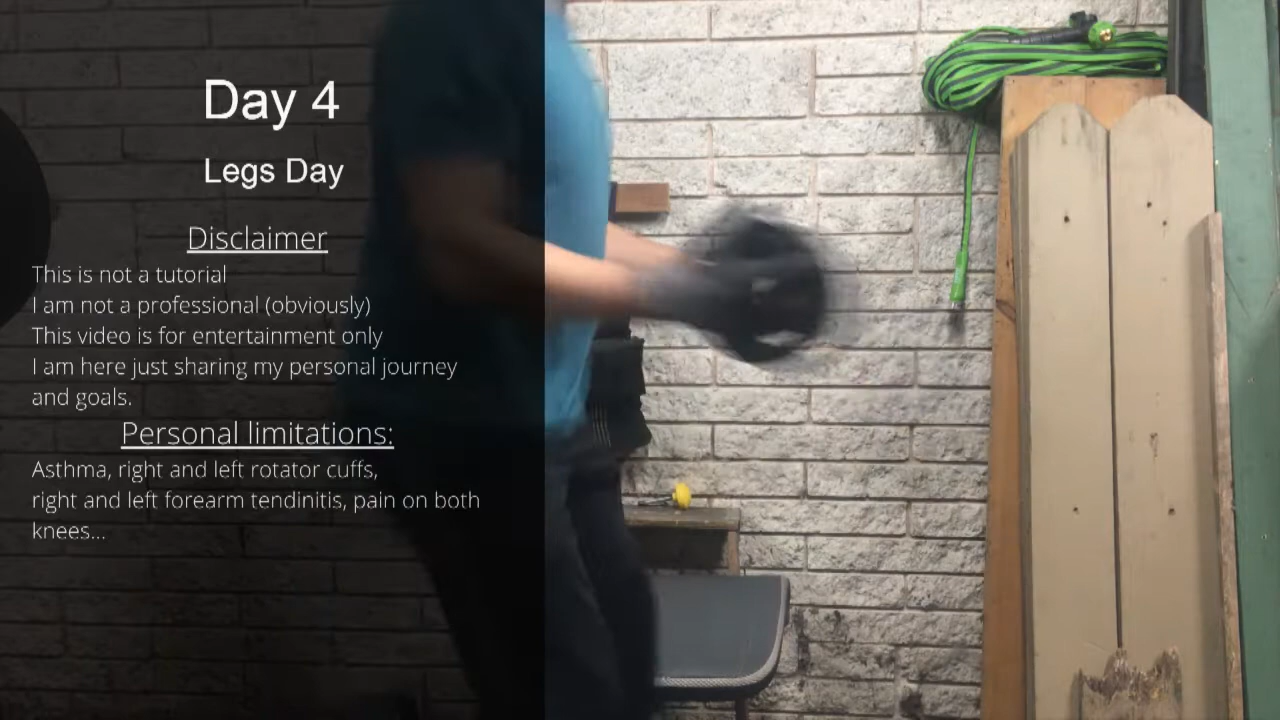 Day 4
Legs Day
Disclaimer
This is not a tutorial
I am not a professional (obviously)
This video is for entertainment only
I am here just sharing my personal journey
and goals.
Personal limitations:
Asthma, right and left rotator cuffs,
right and left forearm tendinitis, pain on both
knees...